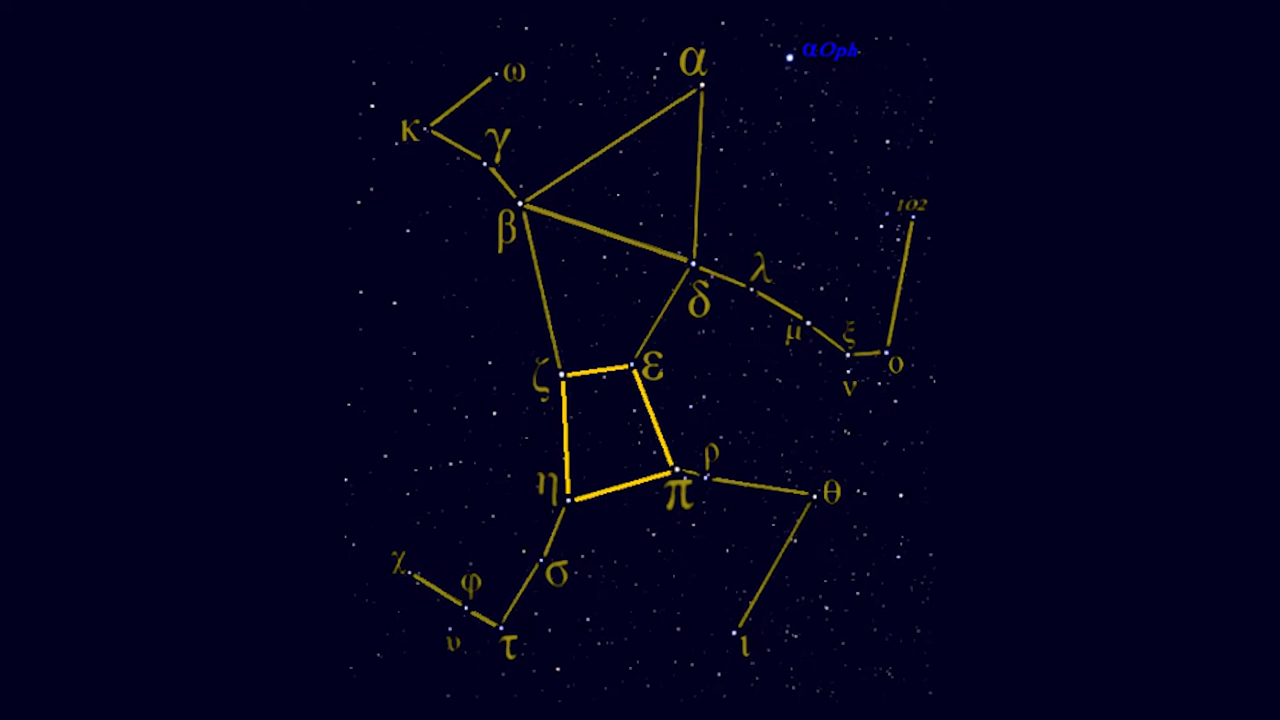 α
αOph
ω
κ
γ
102
β
λ
δ
μ
ξ
ν
ο
ζ
ε
ρ
η
π
θ
χ
φ
σ
υ
τ
ι